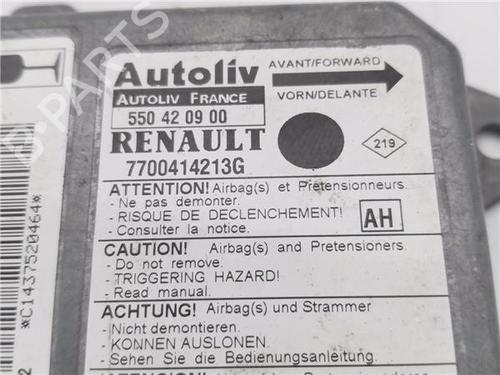 Autoliv
AVANT/FORWARD
AUTOLIV FRANCE
VORN/DELANTE
550 42 09 00
RENAULT
219
7700414213G
ATTENTION! Airbag(s) et Pretensionneurs.
- Ne pas demonter.
- RISQUE DE DECLENCHEMENT!
- Consulter la notice.
AH
CAUTION! Airbag(s) and Pretensioners.
- Do not remove.
- TRIGGERING HAZARD!
- Read manual.
ACHTUNG! Airbag(s) und Strammer
- Nicht demontieren.
- KONNEN AUSLONEN.
- Sehen Sie die Bedienungsanleitung.
*C1437520464*
B-PARTS